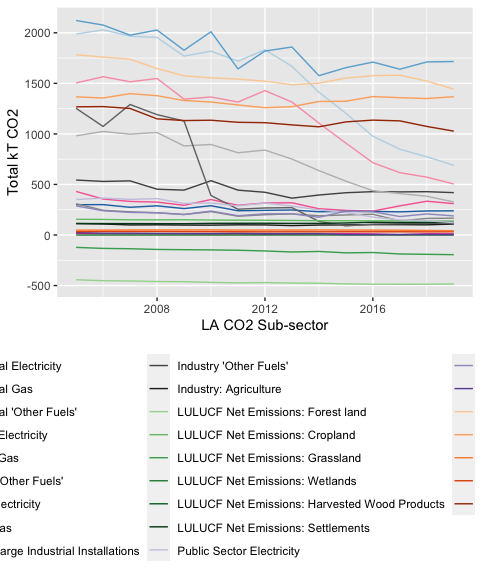 2000
1500
1000
500
0
-500
Total kT CO2
2008
2012
2016
LA CO2 Sub-sector
al Electricity
al Gas
al 'Other Fuels'
Electricity
Gas
'Other Fuels'
ectricity
as
arge Industrial Installations
Industry 'Other Fuels'
Industry: Agriculture
LULUCF Net Emissions: Forest land
LULUCF Net Emissions: Cropland
LULUCF Net Emissions: Grassland
LULUCF Net Emissions: Wetlands
LULUCF Net Emissions: Harvested Wood Products
LULUCF Net Emissions: Settlements
Public Sector Electricity